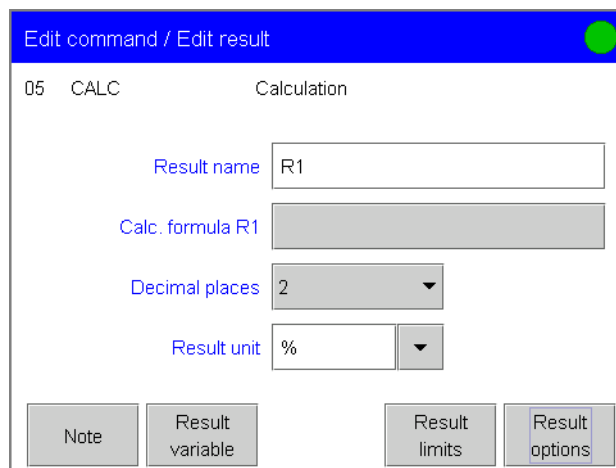 Edit command / Edit result
05 CALC Calculation
Result name R1
Calc. formula R1
Decimal places 2
Result unit %
Note Result variable Result limits Result options